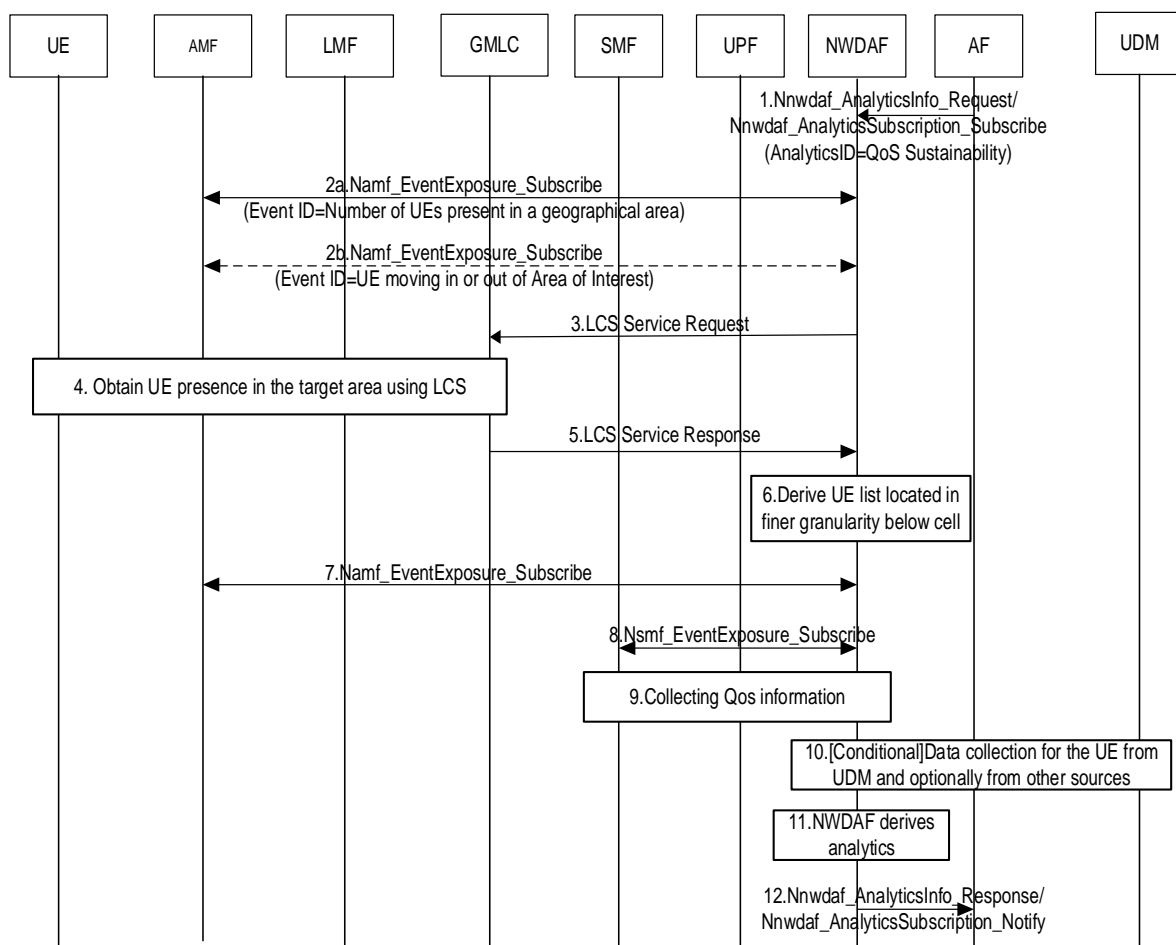 UE
AMF
LMF
GMLC
SMF
UPF
NWDAF
AF
UDM
1.Nnwdaf_AnalyticsInfo_Request/
Nnwdaf_AnalyticsSubscription_Subscribe
(AnalyticsID=QoS Sustainability)
2a.Namf_EventExposure_Subscribe
(Event ID=Number of UEs present in a geographical area)
2b.Namf_EventExposure_Subscribe
(Event ID=UE moving in or out of Area of Interest)
3.LCS Service Request
4. Obtain UE presence in the target area using LCS
5.LCS Service Response
6.Derive UE list located in
finer granularity below cell
7.Namf_EventExposure_Subscribe
8.Nsmf_EventExposure_Subscribe
9.Collecting Qos information
10.[Conditional]Data collection for the UE from
UDM and optionally from other sources
11.NWDAF derives
analytics
12.Nnwdaf_AnalyticsInfo_Response/
Nnwdaf_AnalyticsSubscription_Notify